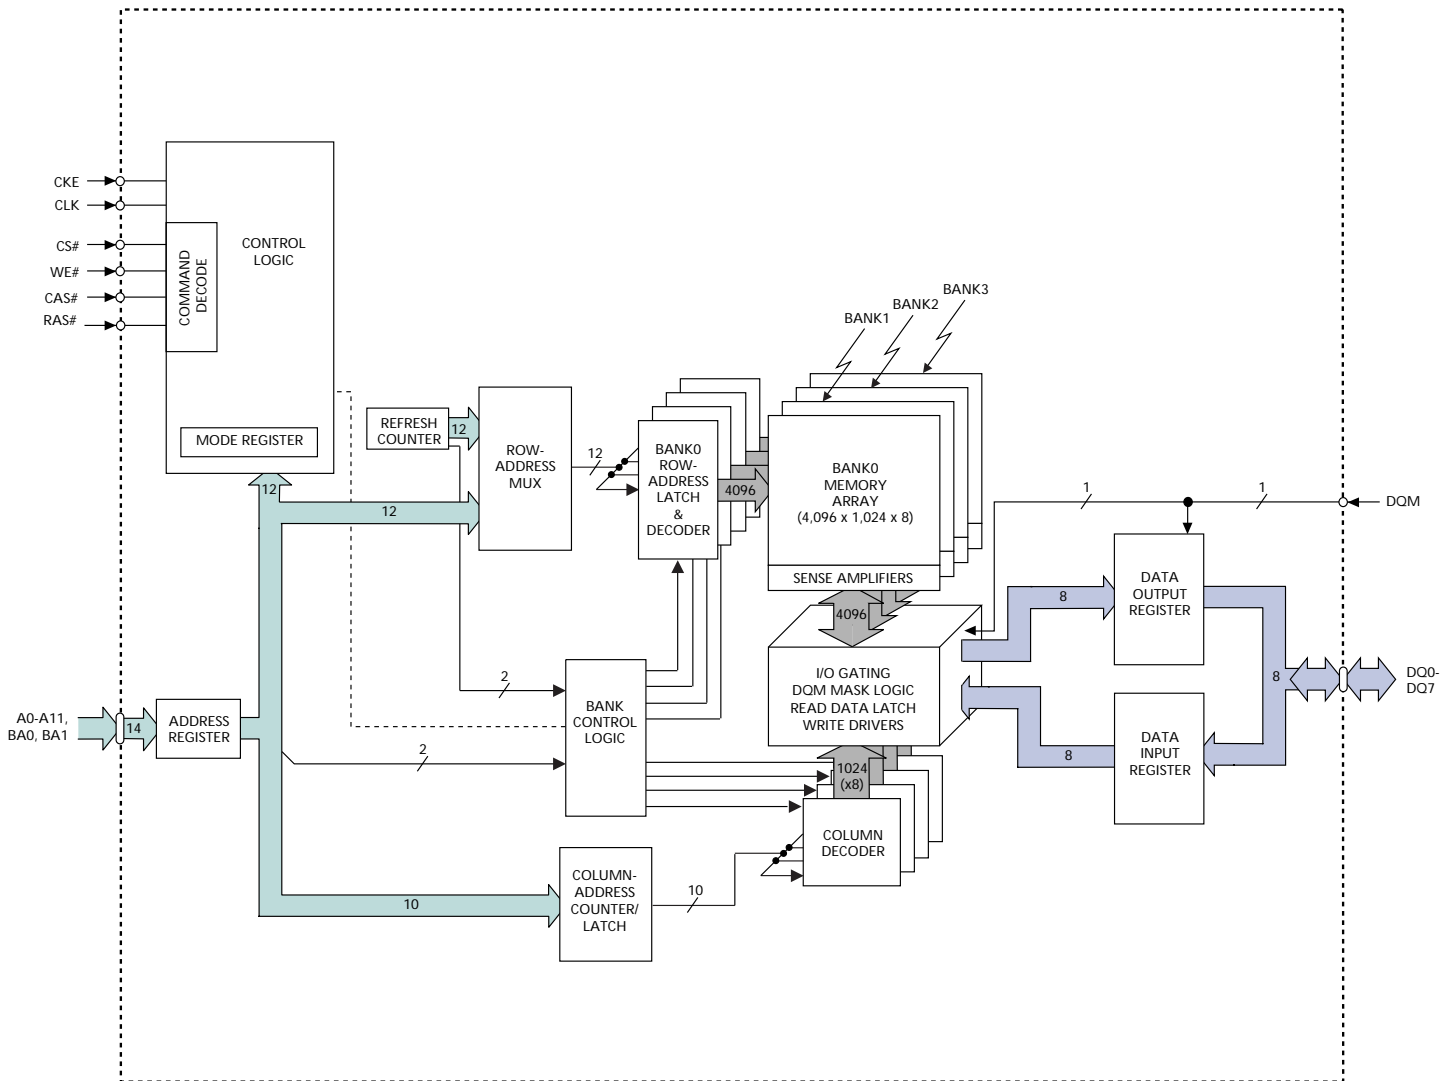 CKE
CLK
CS#
WE#
CAS#
RAS#
COMMAND
DECODE
CONTROL
LOGIC
MODE REGISTER
BANK3
BANK2
BANK1
REFRESH
COUNTER
12
ROW-
ADDRESS
MUX
12
BANK0
ROW-
ADDRESS
LATCH
&
DECODER
4096
BANK0
MEMORY
ARRAY
(4,096 x 1,024 x 8)
SENSE AMPLIFIERS
12
12
1
1
DQM
DATA
OUTPUT
REGISTER
8
4096
I/O GATING
DQM MASK LOGIC
READ DATA LATCH
WRITE DRIVERS
2
BANK
CONTROL
LOGIC
8
DQ0-
DQ7
A0-A11,
BA0, BA1
14
ADDRESS
REGISTER
2
DATA
INPUT
REGISTER
8
1024
(x8)
COLUMN
DECODER
COLUMN-
ADDRESS
COUNTER/
LATCH
10
10